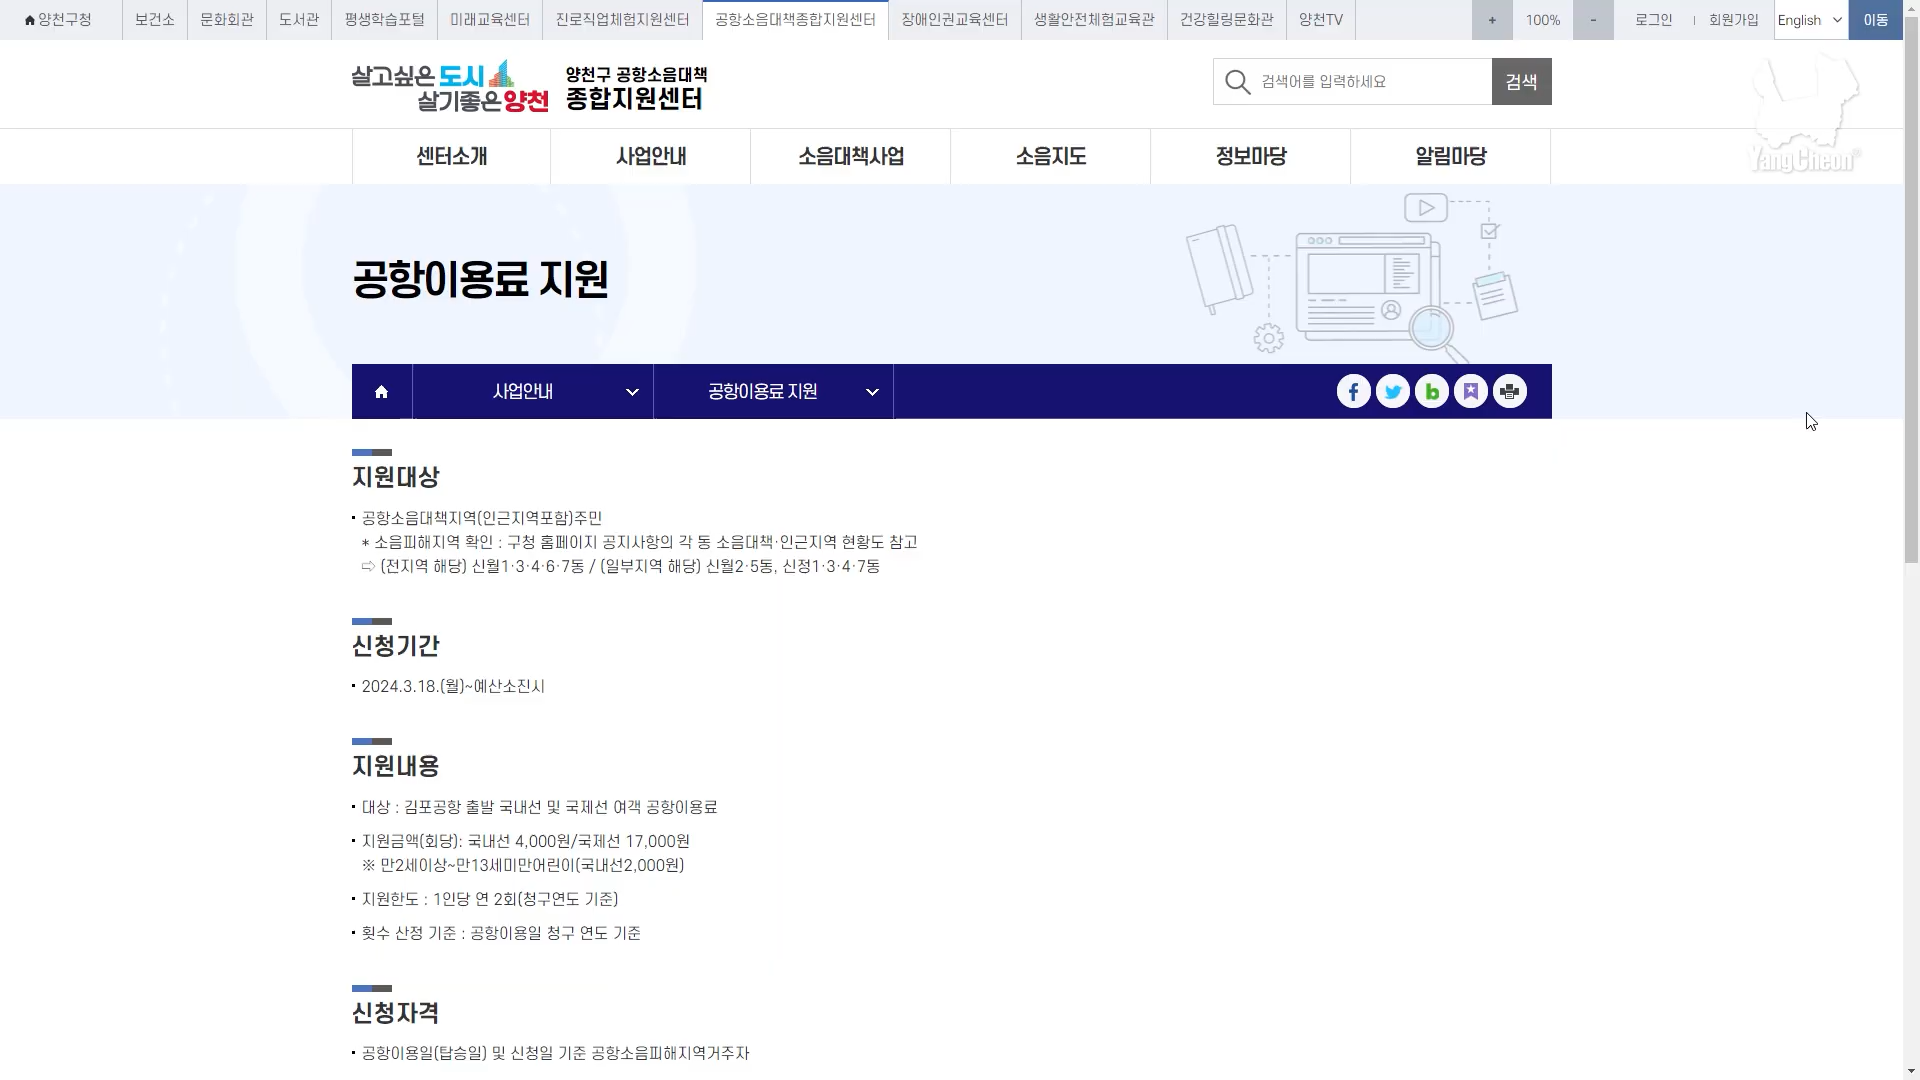 양천구청 보건소 문화회관 도서관 평생학습포털 미래교육센터 진로직업체험지원센터 공항소음대책종합지원센터 장애인권교육센터 생활안전체험교육관 건강힐링문화관 양천TV + 100% - 로그인 회원가입 English 이동
살고싶은 도시
살기좋은 양천
양천구 공항소음대책
종합지원센터
검색어를 입력하세요 검색
YangCheon
센터소개 사업안내 소음대책사업 소음지도 정보마당 알림마당
공항이용료 지원
사업안내 공항이용료 지원
지원대상
공항소음대책지역(인근지역포함)주민
* 소음피해지역 확인 : 구청 홈페이지 공지사항의 각 동 소음대책·인근지역 현황도 참고
⇨ (전지역 해당) 신월1·3·4·6·7동 / (일부지역 해당) 신월2·5동, 신정1·3·4·7동
신청기간
2024.3.18.(월)~예산소진시
지원내용
대상 : 김포공항 출발 국내선 및 국제선 여객 공항이용료
지원금액(회당): 국내선 4,000원/국제선 17,000원
※ 만2세이상~만13세미만어린이(국내선2,000원)
지원한도 : 1인당 연 2회(청구연도 기준)
횟수 산정 기준 : 공항이용일 청구 연도 기준
신청자격
공항이용일(탑승일) 및 신청일 기준 공항소음피해지역거주자